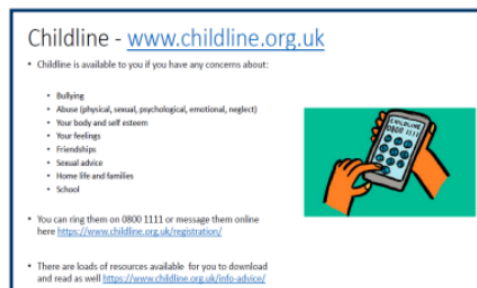 Childline - www.childline.org.uk
• Childline is available to you if you have any concerns about:
• Bullying
• Abuse (physical, sexual, psychological, emotional, neglect)
• Your body and self esteem
• Your feelings
• Friendships
• Sexual advice
• Home life and families
• School
• You can ring them on 0800 1111 or message them online
here https://www.childline.org.uk/registration/
• There are loads of resources available for you to download
and read as well https://www.childline.org.uk/info-advice/
CHILDLINE
0800 1111